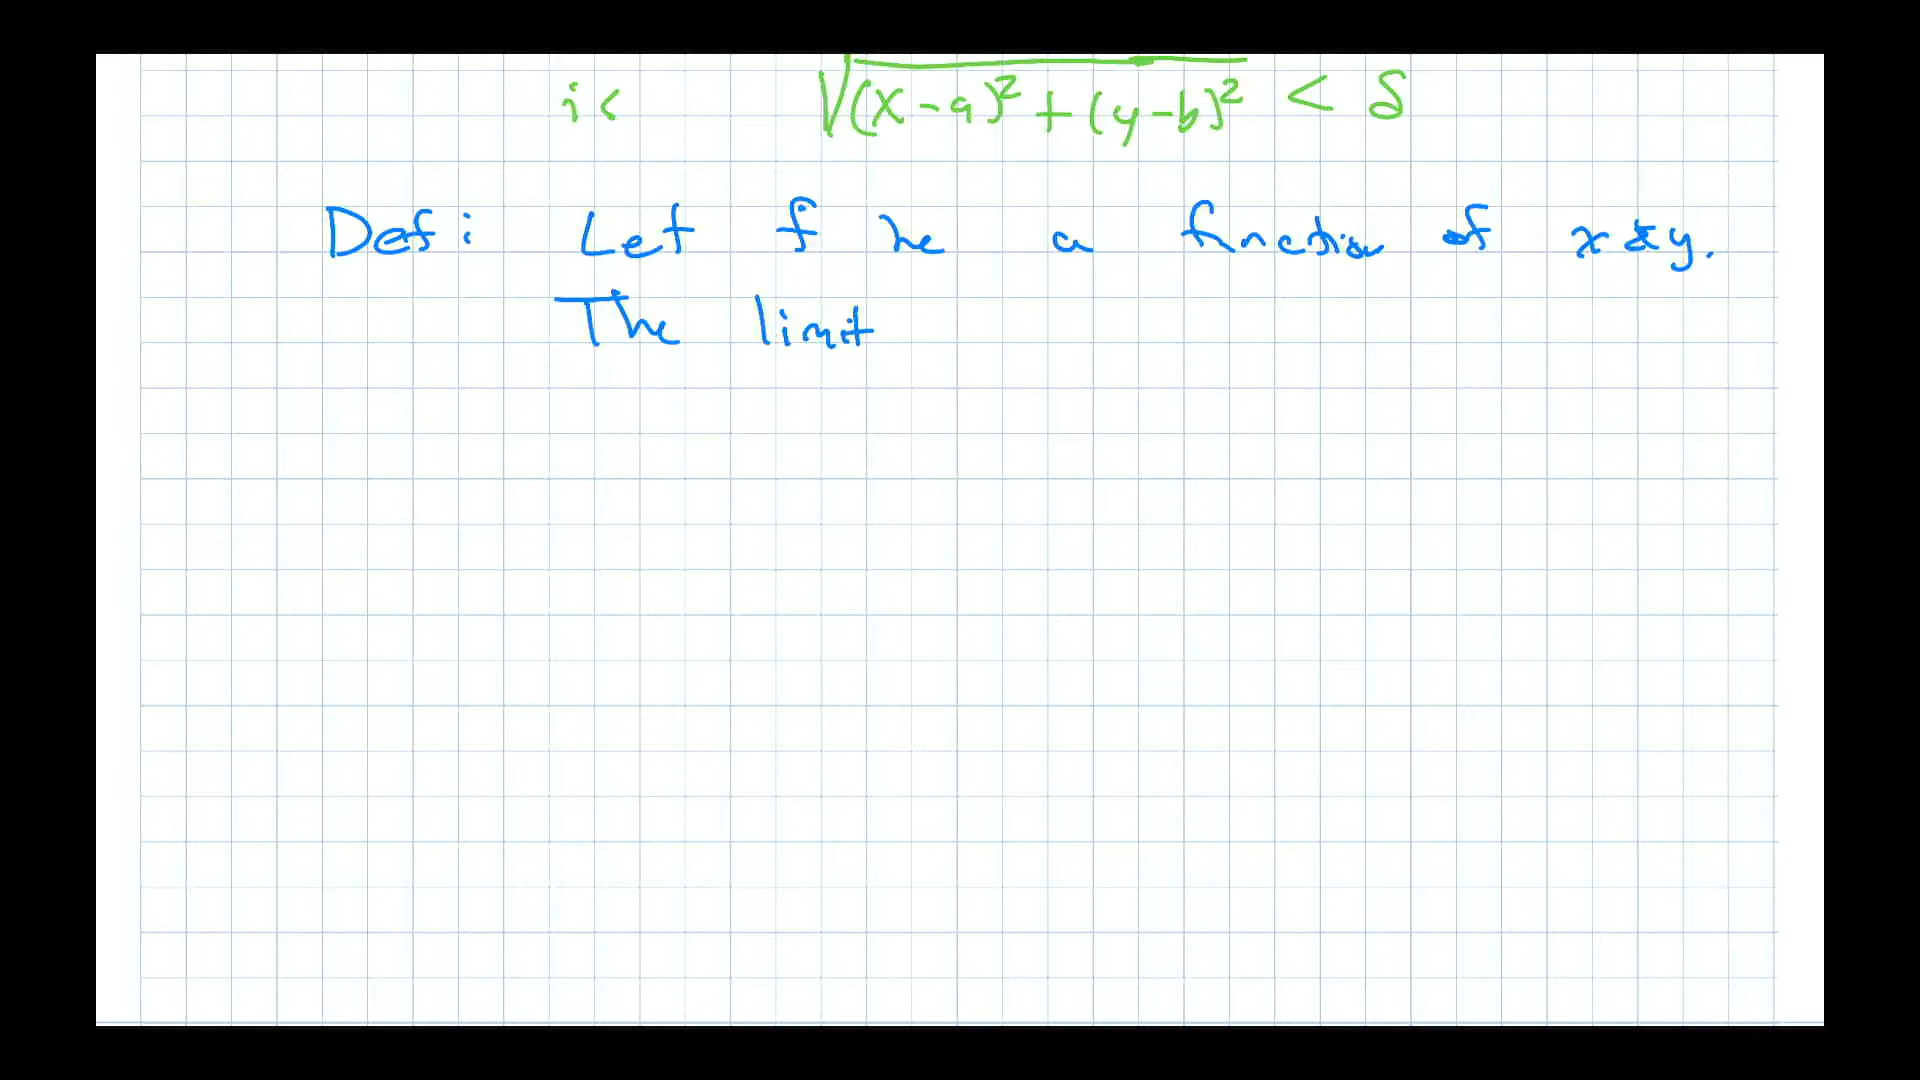 is √(x-a)² + (y-b)² < δ
Def: Let f be a function of x & y.
The limit